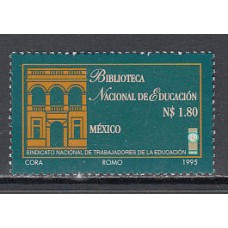 BIBLIOTECA
NACIONAL DE EDUCACIÓN
N$ 1.80
MÉXICO
SINDICATO NACIONAL DE TRABAJADORES DE LA EDUCACIÓN
CORA ROMO 1995